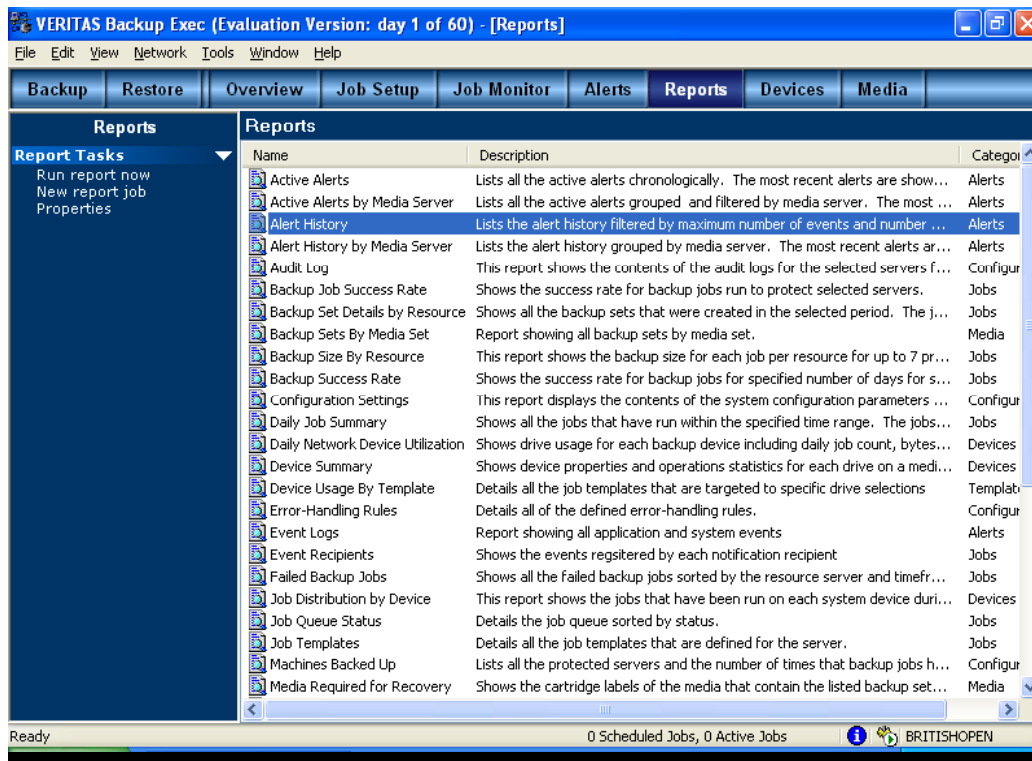 VERITAS Backup Exec (Evaluation Version: day 1 of 60) - [Reports]
File Edit View Network Tools Window Help
Backup Restore Overview Job Setup Job Monitor Alerts Reports Devices Media
Reports
Report Tasks
Run report now
New report job
Properties
Reports
Name Description Categor
Active Alerts Lists all the active alerts chronologically. The most recent alerts are show... Alerts
Active Alerts by Media Server Lists all the active alerts grouped and filtered by media server. The most ... Alerts
Alert History Lists the alert history filtered by maximum number of events and number ... Alerts
Alert History by Media Server Lists the alert history grouped by media server. The most recent alerts ar... Alerts
Audit Log This report shows the contents of the audit logs for the selected servers f... Configur
Backup Job Success Rate Shows the success rate for backup jobs run to protect selected servers. Jobs
Backup Set Details by Resource Shows all the backup sets that were created in the selected period. The j... Jobs
Backup Sets By Media Set Report showing all backup sets by media set. Media
Backup Size By Resource This report shows the backup size for each job per resource for up to 7 pr... Jobs
Backup Success Rate Shows the success rate for backup jobs for specified number of days for s... Jobs
Configuration Settings This report displays the contents of the system configuration parameters ... Configur
Daily Job Summary Shows all the jobs that have run within the specified time range. The jobs... Jobs
Daily Network Device Utilization Shows drive usage for each backup device including daily job count, bytes... Devices
Device Summary Shows device properties and operations statistics for each drive on a medi... Devices
Device Usage By Template Details all the job templates that are targeted to specific drive selections Templat
Error-Handling Rules Details all of the defined error-handling rules. Configur
Event Logs Report showing all application and system events Alerts
Event Recipients Shows the events regsitered by each notification recipient Jobs
Failed Backup Jobs Shows all the failed backup jobs sorted by the resource server and timefr... Jobs
Job Distribution by Device This report shows the jobs that have been run on each system device duri... Devices
Job Queue Status Details the job queue sorted by status. Jobs
Job Templates Details all the job templates that are defined for the server. Jobs
Machines Backed Up Lists all the protected servers and the number of times that backup jobs h... Configur
Media Required for Recovery Shows the cartridge labels of the media that contain the listed backup set... Media
Ready 0 Scheduled Jobs, 0 Active Jobs BRITISHOPEN